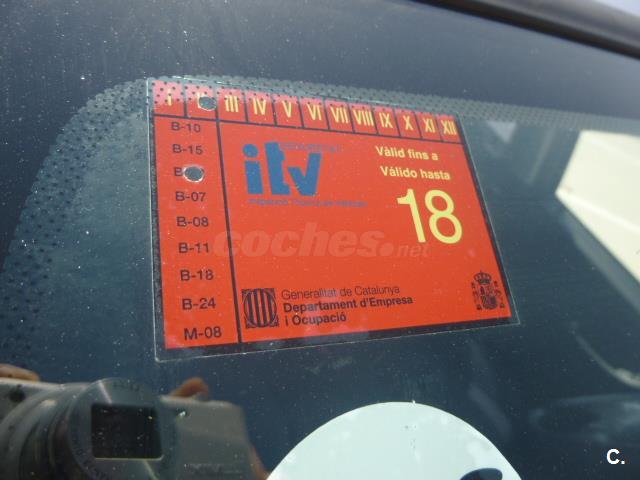 I II III IV V VI VII VIII IX X XI XII
B-10
B-15
B-07
B-08
B-11
B-18
B-24
M-08
itv
Vàlid fins a
Válido hasta
18
coches.net
Generalitat de Catalunya
Departament d'Empresa
i Ocupació
C.